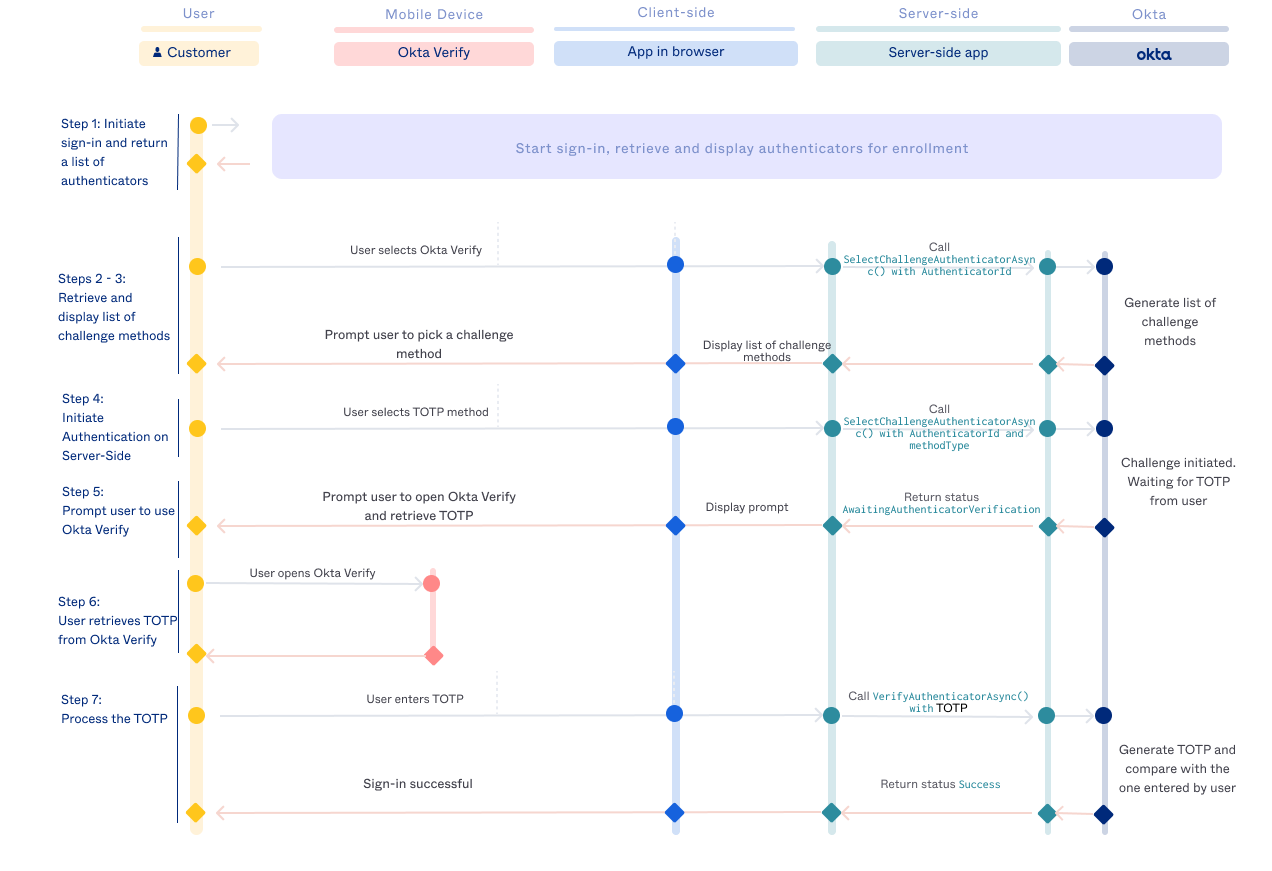 User
Mobile Device
Client-side
Server-side
Okta
Customer
Okta Verify
App in browser
Server-side app
okta
Step 1: Initiate
sign-in and return
a list of
authenticators
Start sign-in, retrieve and display authenticators for enrollment
Steps 2 - 3:
Retrieve and
display list of
challenge methods
User selects Okta Verify
Call
SelectChallengeAuthenticatorAsyn
c() with AuthenticatorId
Generate list of
challenge
methods
Prompt user to pick a challenge
method
Display list of challenge
methods
Step 4:
Initiate
Authentication on
Server-Side
User selects TOTP method
Call
SelectChallengeAuthenticatorAsyn
c() with AuthenticatorId and
methodType
Challenge initiated.
Waiting for TOTP
from user
Step 5:
Prompt user to use
Okta Verify
Prompt user to open Okta Verify
and retrieve TOTP
Display prompt
Return status
AwaitingAuthenticatorVerification
Step 6:
User retrieves TOTP
from Okta Verify
User opens Okta Verify
Step 7:
Process the TOTP
User enters TOTP
Call VerifyAuthenticatorAsync()
with TOTP
Generate TOTP and
compare with the
one entered by user
Sign-in successful
Return status Success